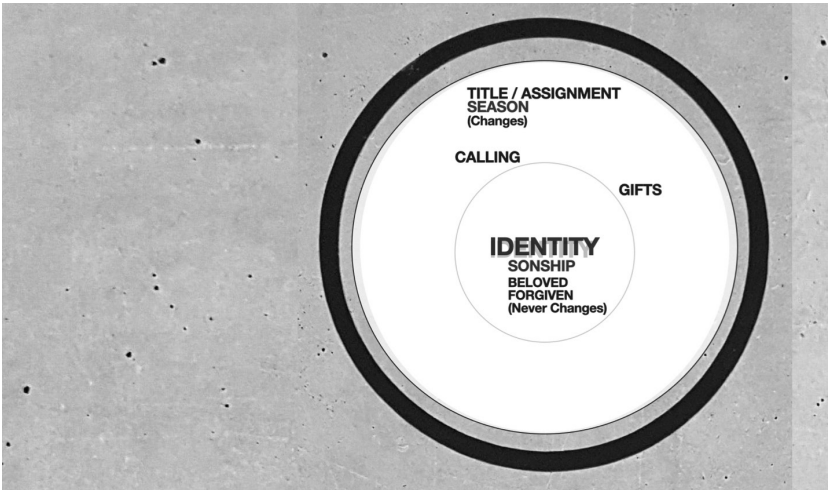 TITLE / ASSIGNMENT
SEASON
(Changes)
CALLING
GIFTS
IDENTITY
SONSHIP
BELOVED
FORGIVEN
(Never Changes)